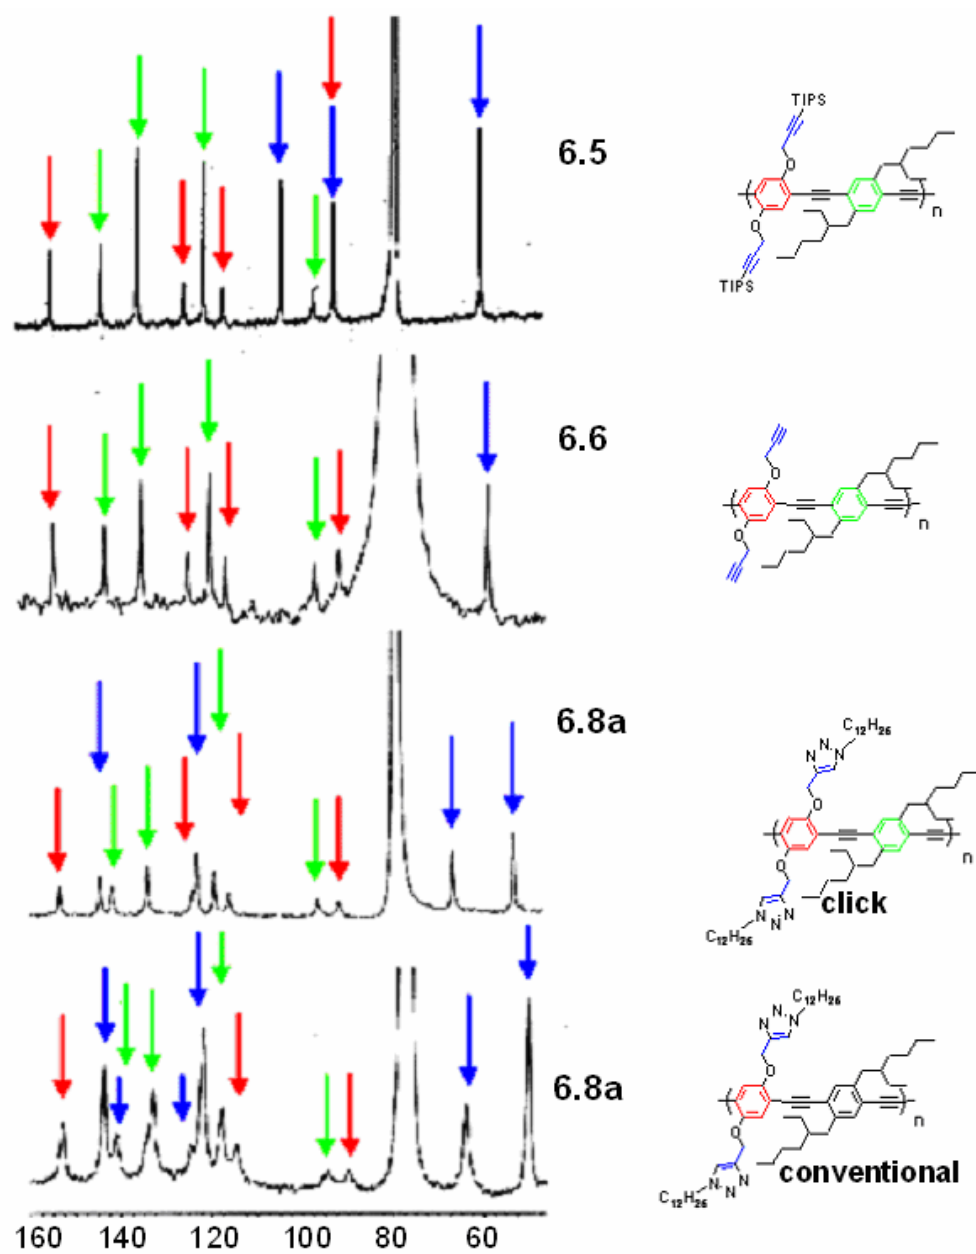 6.5
TIPS
O
O
n
TIPS
6.6
O
O
n
6.8a
C₁₂H₂₅
N N
N
O
O
n
N
N N
C₁₂H₂₅
click
6.8a
C₁₂H₂₅
N N
N
O
O
n
N
N N
C₁₂H₂₅
conventional
160 140 120 100 80 60